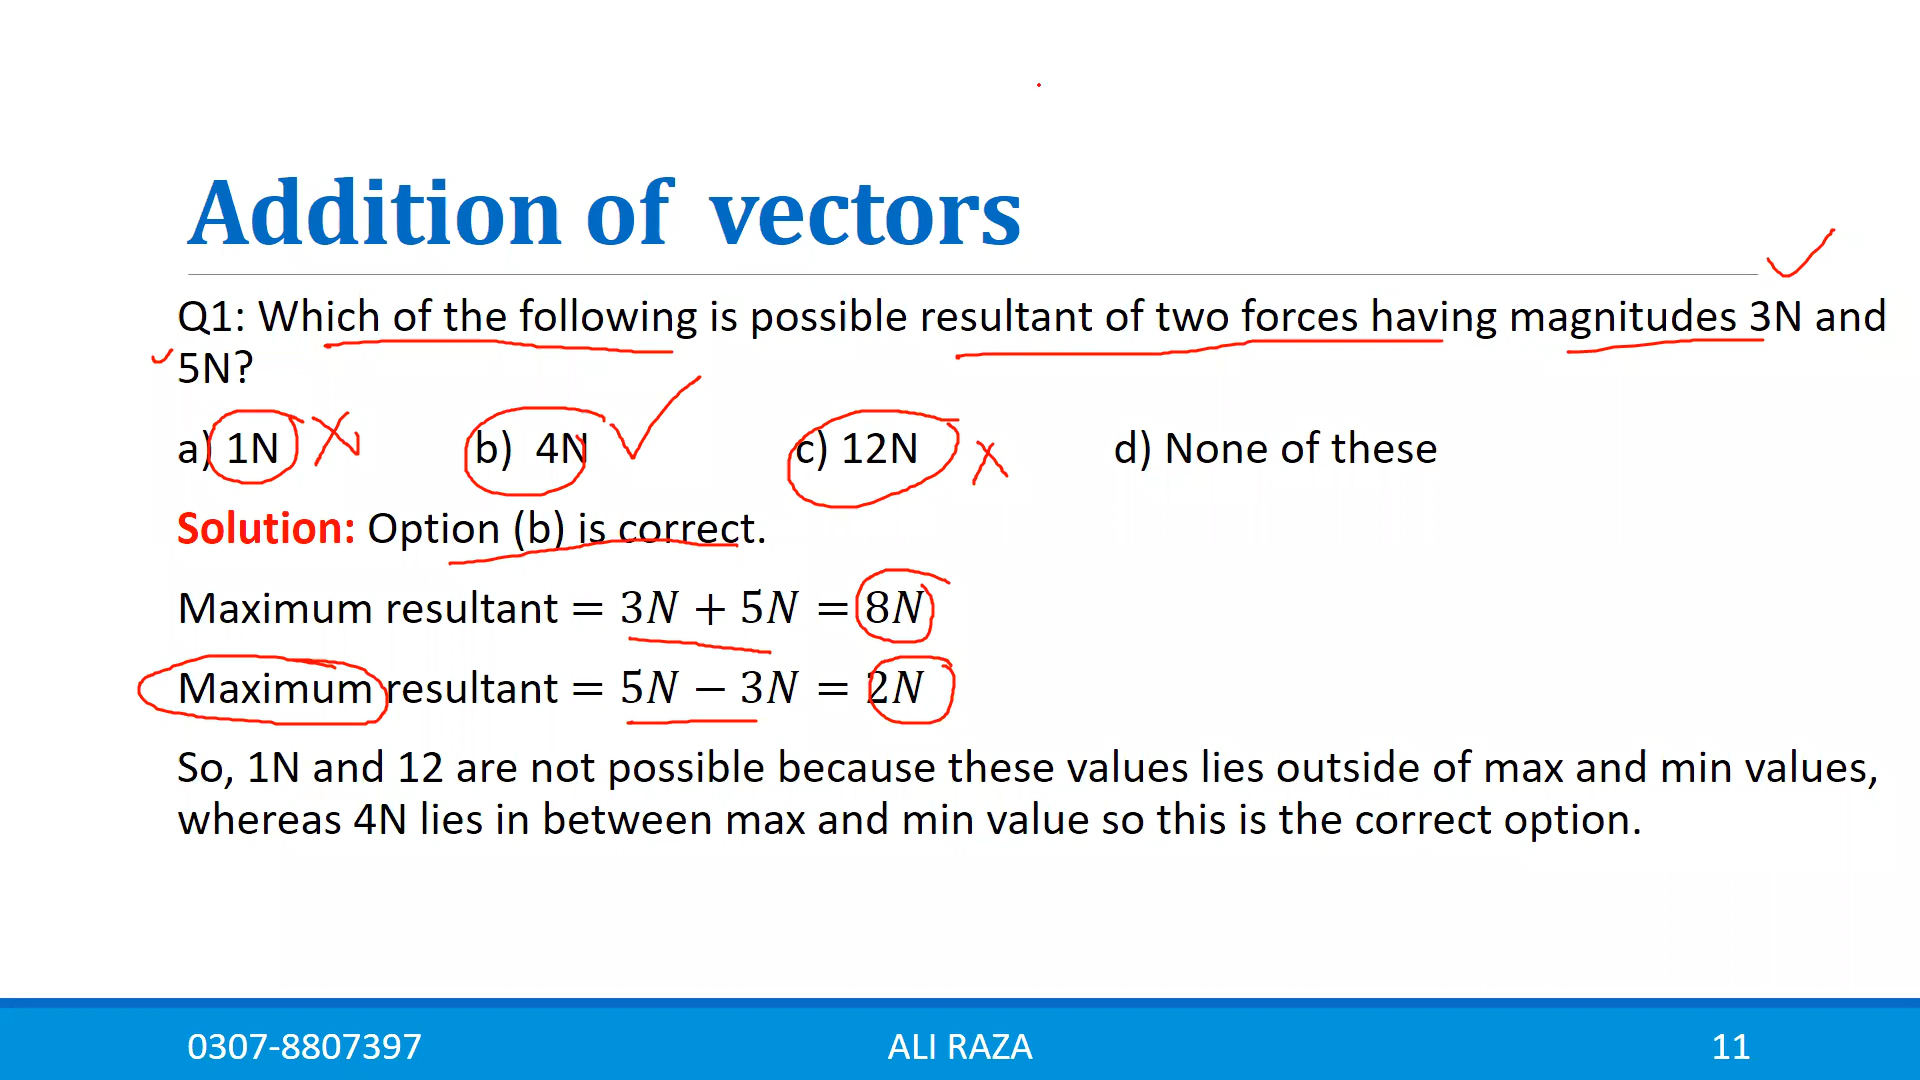 Addition of vectors
Q1: Which of the following is possible resultant of two forces having magnitudes 3N and
5N?
a) 1N b) 4N c) 12N d) None of these
Solution: Option (b) is correct.
Maximum resultant = 3N + 5N = 8N
Maximum resultant = 5N − 3N = 2N
So, 1N and 12 are not possible because these values lies outside of max and min values,
whereas 4N lies in between max and min value so this is the correct option.
0307-8807397 ALI RAZA 11